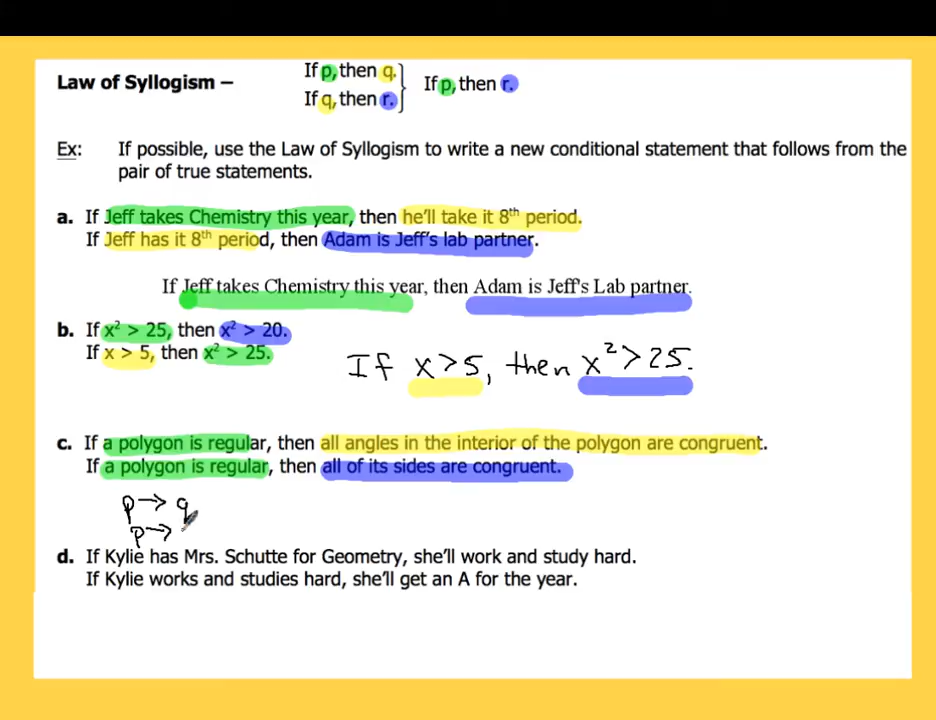 Law of Syllogism – If p, then q. If q, then r. } If p, then r.
Ex: If possible, use the Law of Syllogism to write a new conditional statement that follows from the
pair of true statements.
a. If Jeff takes Chemistry this year, then he'll take it 8th period.
If Jeff has it 8th period, then Adam is Jeff's lab partner.
If Jeff takes Chemistry this year, then Adam is Jeff's Lab partner.
b. If x² > 25, then x² > 20.
If x > 5, then x² > 25.
If x > 5, then x² > 25.
c. If a polygon is regular, then all angles in the interior of the polygon are congruent.
If a polygon is regular, then all of its sides are congruent.
p → q
p →
d. If Kylie has Mrs. Schutte for Geometry, she'll work and study hard.
If Kylie works and studies hard, she'll get an A for the year.